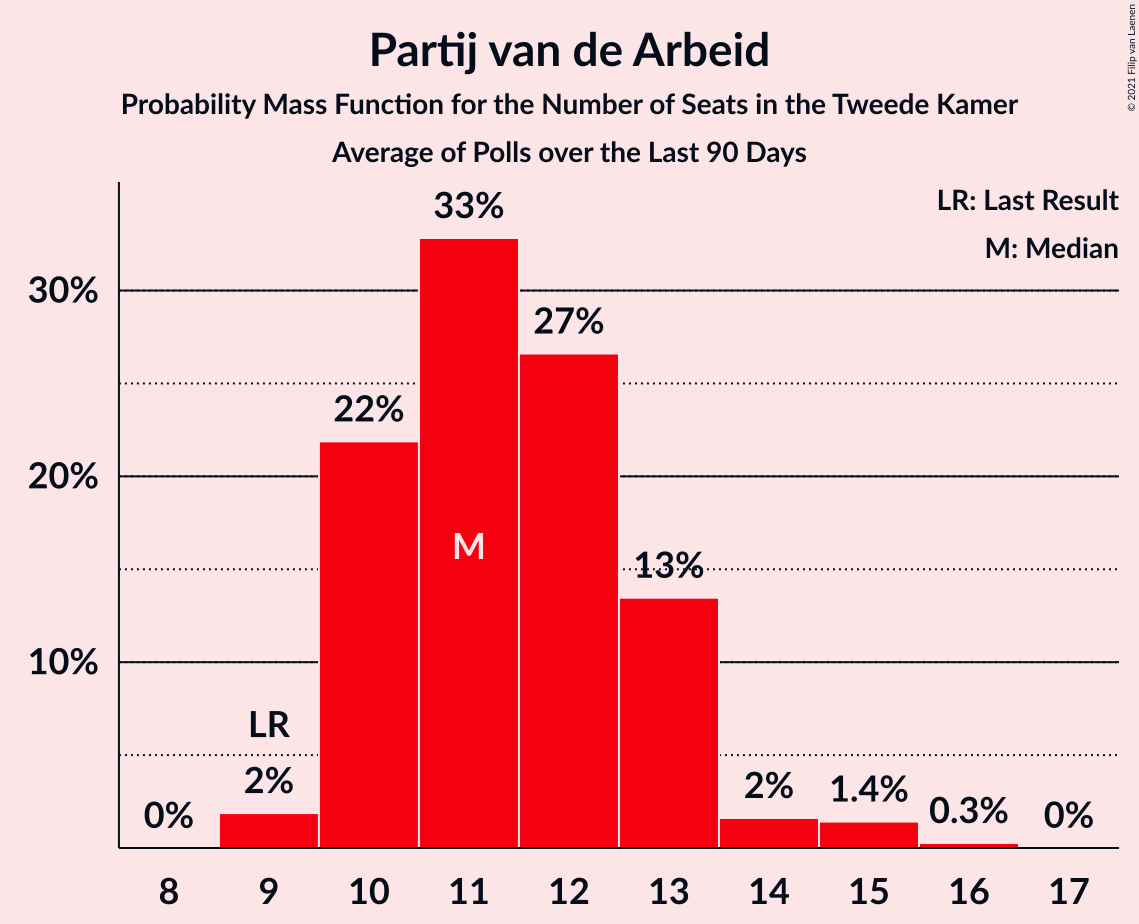 Partij van de Arbeid
Probability Mass Function for the Number of Seats in the Tweede Kamer
Average of Polls over the Last 90 Days
© 2021 Filip van Laenen
LR: Last Result
M: Median
33%
30%
27%
22%
20%
M
13%
10%
LR
2%
0%
2%
1.4%
0.3%
0%
8 9 10 11 12 13 14 15 16 17